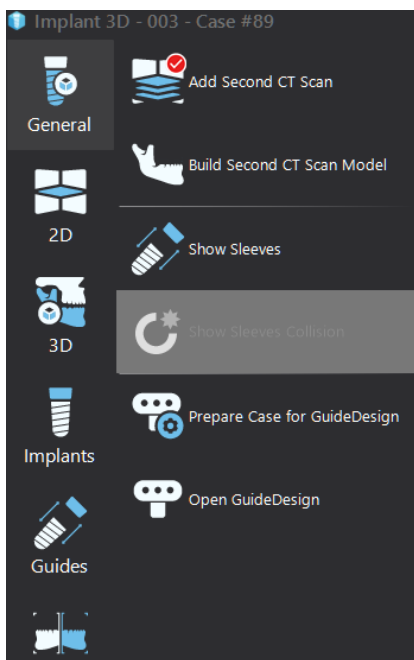 Implant 3D - 003 - Case #89
General
Add Second CT Scan
Build Second CT Scan Model
2D
Show Sleeves
3D
Show Sleeves Collision
Implants
Prepare Case for GuideDesign
Guides
Open GuideDesign